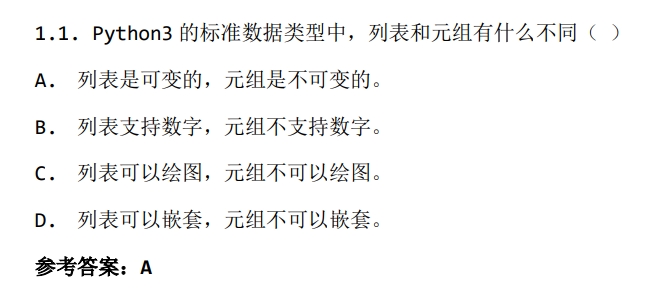 1.1. Python3 的标准数据类型中，列表和元组有什么不同（ ）
A. 列表是可变的，元组是不可变的。
B. 列表支持数字，元组不支持数字。
C. 列表可以绘图，元组不可以绘图。
D. 列表可以嵌套，元组不可以嵌套。
参考答案：A